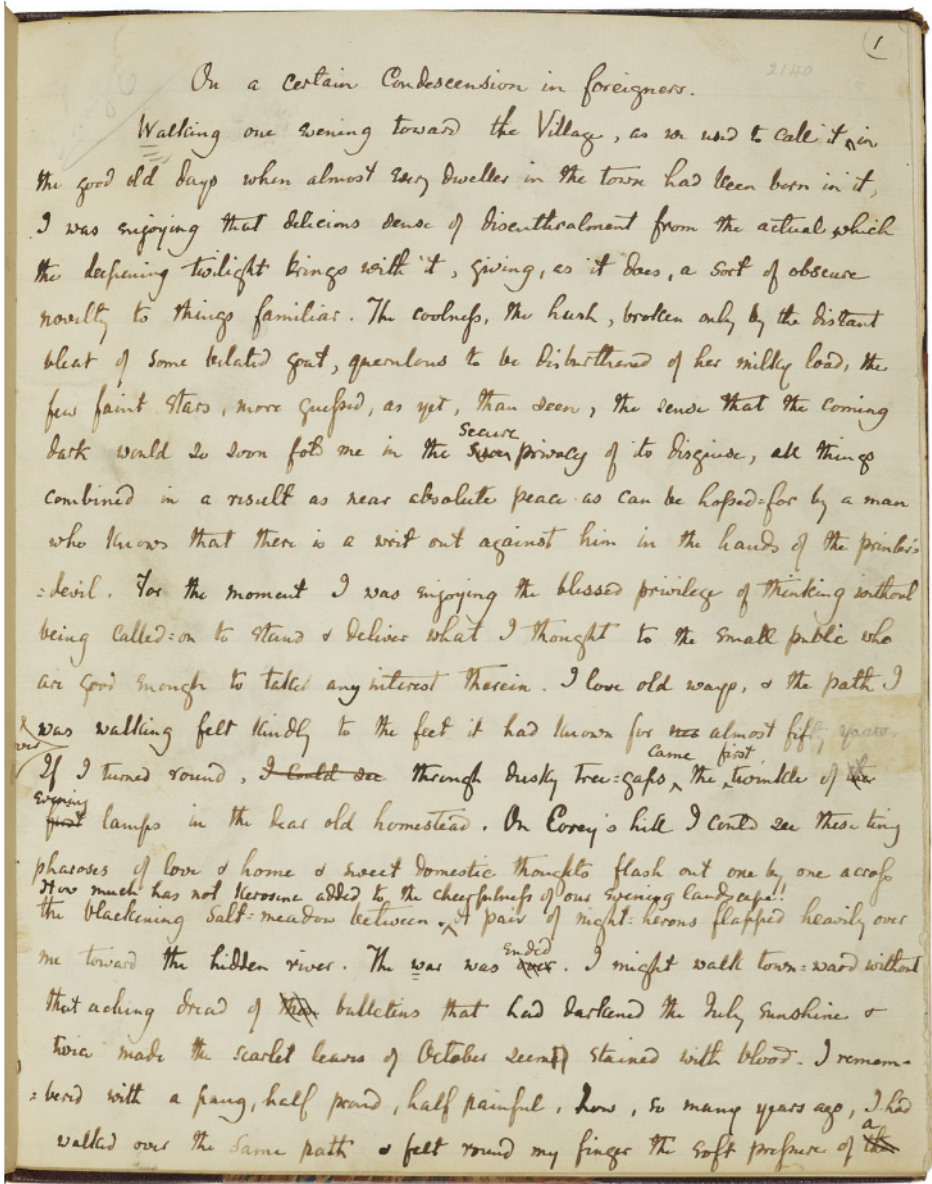 1
2140
On a certain Condescension in foreigners.
Walking one evening toward the Village, as we used to call it in
the good old days when almost every dweller in the town had been born in it,
I was enjoying that delicious sense of disenthralment from the actual which
the deepening twilight brings with it, giving, as it does, a sort of obscure
novelty to things familiar. The coolness, the hush, broken only by the distant
bleat of some belated goat, querulous to be disburthened of her milky load, the
few faint stars, more guessed, as yet, than seen, the sense that the coming
secure
dark would so soon fold me in the privacy of its disguise, all things
combined in a result as near absolute peace as can be hoped=for by a man
who knows that there is a writ out against him in the hands of the printer's
=devil. For the moment I was enjoying the blessed privilege of thinking without
being called=on to stand & deliver what I thought to the small public who
are good enough to take any interest therein. I love old ways, & the path I
was walking felt kindly to the feet it had known for almost fifty years.
came first
If I turned round, I could see through dusky tree=gaps, the twinkle of
evening
first lamps in the dear old homestead. On Corey's hill I could see these tiny
pharoses of love & home & sweet domestic thoughts flash out one by one across
How much has not kerosene added to the cheerfulness of our evening landscape!!
the blackening salt=meadow between. A pair of night=herons flapped heavily over
ended
me toward the hidden river. The war was over. I might walk town=ward without
that aching dread of bulletins that had darkened the July sunshine &
twice made the scarlet leaves of October seem stained with blood. I remem-
=bered with a pang, half proud, half painful, how, so many years ago, I had
a
walked over the same path & felt round my finger the soft pressure of the